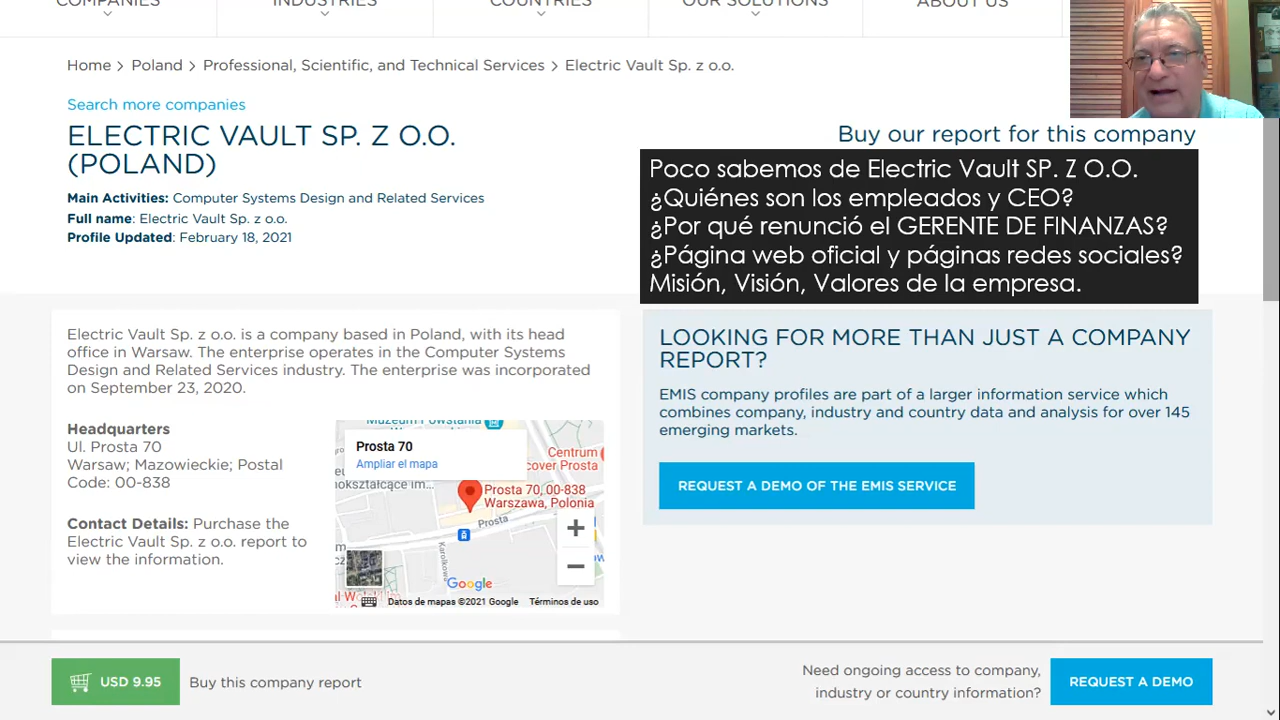 COMPANIES
INDUSTRIES
COUNTRIES
OUR SOLUTIONS
ABOUT US
Home > Poland > Professional, Scientific, and Technical Services > Electric Vault Sp. z o.o.
Search more companies
ELECTRIC VAULT SP. Z O.O.
(POLAND)
Main Activities: Computer Systems Design and Related Services
Full name: Electric Vault Sp. z o.o.
Profile Updated: February 18, 2021
Buy our report for this company
Poco sabemos de Electric Vault SP. Z O.O.
¿Quiénes son los empleados y CEO?
¿Por qué renunció el GERENTE DE FINANZAS?
¿Página web oficial y páginas redes sociales?
Misión, Visión, Valores de la empresa.
Electric Vault Sp. z o.o. is a company based in Poland, with its head
office in Warsaw. The enterprise operates in the Computer Systems
Design and Related Services industry. The enterprise was incorporated
on September 23, 2020.
Headquarters
Ul. Prosta 70
Warsaw; Mazowieckie; Postal
Code: 00-838
Contact Details: Purchase the
Electric Vault Sp. z o.o. report to
view the information.
Muzeum Powstania
Prosta 70
Ampliar el mapa
Centrum
cover Prosta
okształcące im...
Prosta 70, 00-838
Warszawa, Polonia
Prosta
Karolkowa
+
−
Google
Datos de mapas ©2021 Google
Términos de uso
LOOKING FOR MORE THAN JUST A COMPANY
REPORT?
EMIS company profiles are part of a larger information service which
combines company, industry and country data and analysis for over 145
emerging markets.
REQUEST A DEMO OF THE EMIS SERVICE
USD 9.95
Buy this company report
Need ongoing access to company,
industry or country information?
REQUEST A DEMO